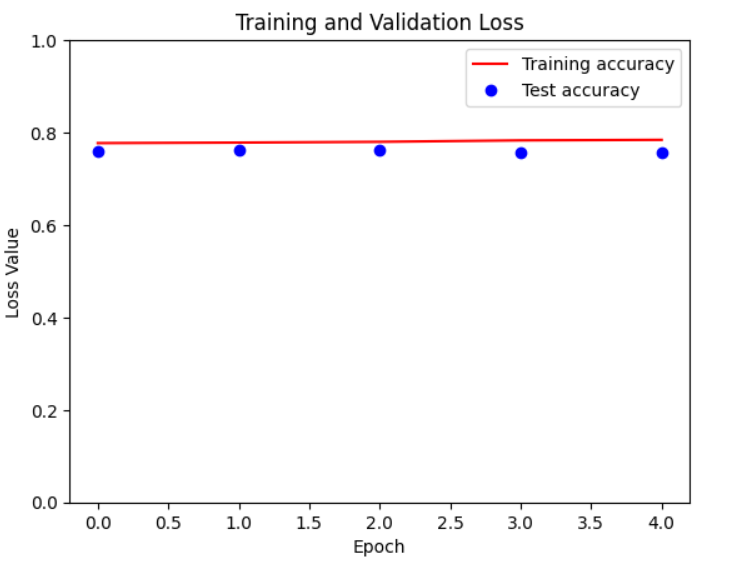 Training and Validation Loss
1.0
Training accuracy
Test accuracy
0.8
0.6
Loss Value
0.4
0.2
0.0
0.0 0.5 1.0 1.5 2.0 2.5 3.0 3.5 4.0
Epoch